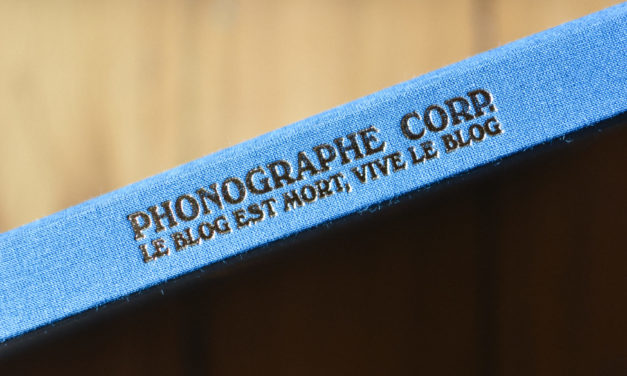 PHONOGRAPHE CORP.
LE BLOG EST MORT, VIVE LE BLOG